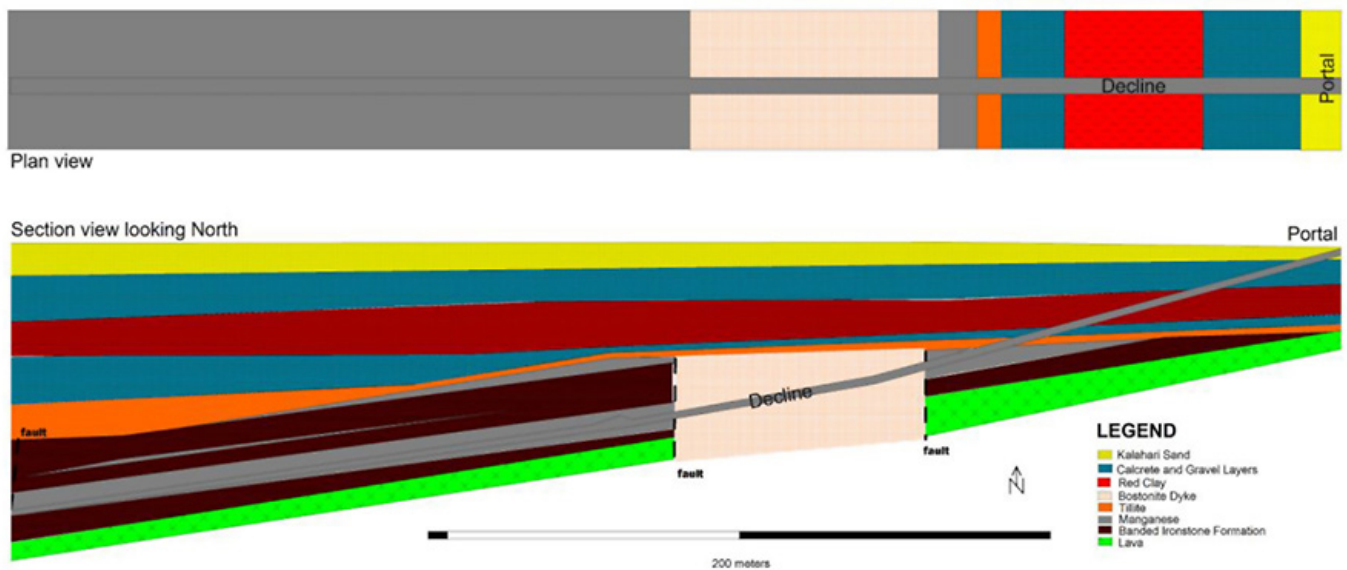 Decline
Portal
Plan view
Section view looking North
Portal
Decline
fault
fault
fault
N
LEGEND
Kalahari Sand
Calcrete and Gravel Layers
Red Clay
Bostonite Dyke
Tillite
Manganese
Banded Ironstone Formation
Lava
200 meters